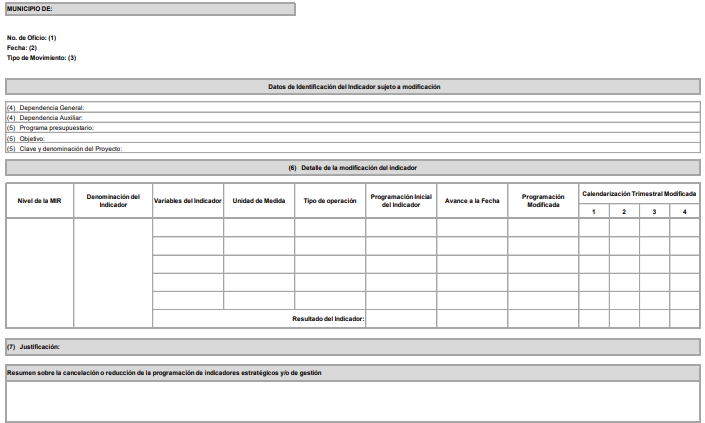 MUNICIPIO DE:
No. de Oficio: (1)
Fecha: (2)
Tipo de Movimiento: (3)
Datos de Identificación del Indicador sujeto a modificación
(4) Dependencia General:
(4) Dependencia Auxiliar:
(5) Programa presupuestario:
(5) Objetivo:
(5) Clave y denominación del Proyecto:
(6) Detalle de la modificación del indicador
Nivel de la MIR
Denominación del
Indicador
Variables del Indicador
Unidad de Medida
Tipo de operación
Programación Inicial
del Indicador
Avance a la Fecha
Programación
Modificada
Calendarización Trimestral Modificada
1 2 3 4
Resultado del Indicador:
(7) Justificación:
Resumen sobre la cancelación o reducción de la programación de indicadores estratégicos y/o de gestión